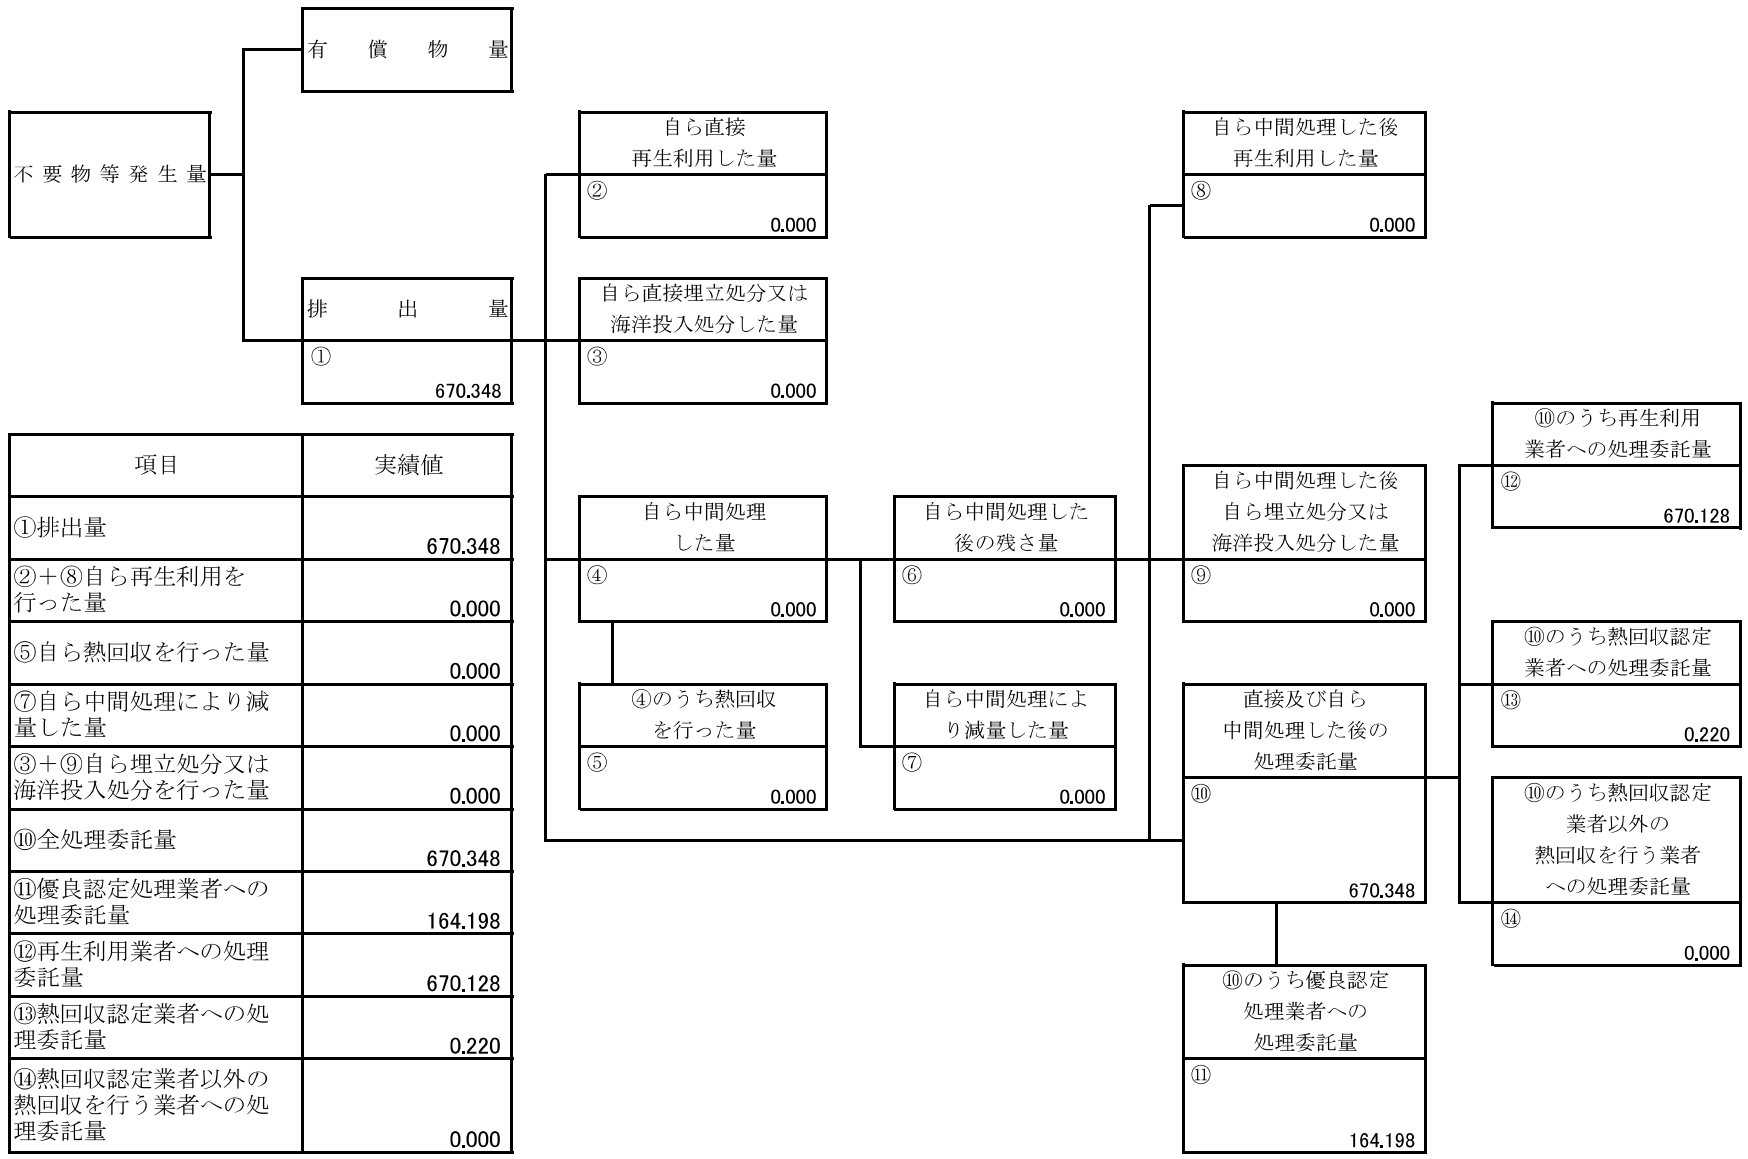 有償物量
不要物等発生量
排出量
①
670.348
自ら直接
再生利用した量
②
0.000
自ら直接埋立処分又は
海洋投入処分した量
③
0.000
自ら中間処理
した量
④
0.000
④のうち熱回収
を行った量
⑤
0.000
自ら中間処理した
後の残さ量
⑥
0.000
自ら中間処理によ
り減量した量
⑦
0.000
自ら中間処理した後
再生利用した量
⑧
0.000
自ら中間処理した後
自ら埋立処分又は
海洋投入処分した量
⑨
0.000
直接及び自ら
中間処理した後の
処理委託量
⑩
670.348
⑩のうち優良認定
処理業者への
処理委託量
⑪
164.198
⑩のうち再生利用
業者への処理委託量
⑫
670.128
⑩のうち熱回収認定
業者への処理委託量
⑬
0.220
⑩のうち熱回収認定
業者以外の
熱回収を行う業者
への処理委託量
⑭
0.000
項目 実績値
①排出量
670.348
②＋⑧自ら再生利用を
行った量
0.000
⑤自ら熱回収を行った量
0.000
⑦自ら中間処理により減
量した量
0.000
③＋⑨自ら埋立処分又は
海洋投入処分を行った量
0.000
⑩全処理委託量
670.348
⑪優良認定処理業者への
処理委託量
164.198
⑫再生利用業者への処理
委託量
670.128
⑬熱回収認定業者への処
理委託量
0.220
⑭熱回収認定業者以外の
熱回収を行う業者への処
理委託量
0.000